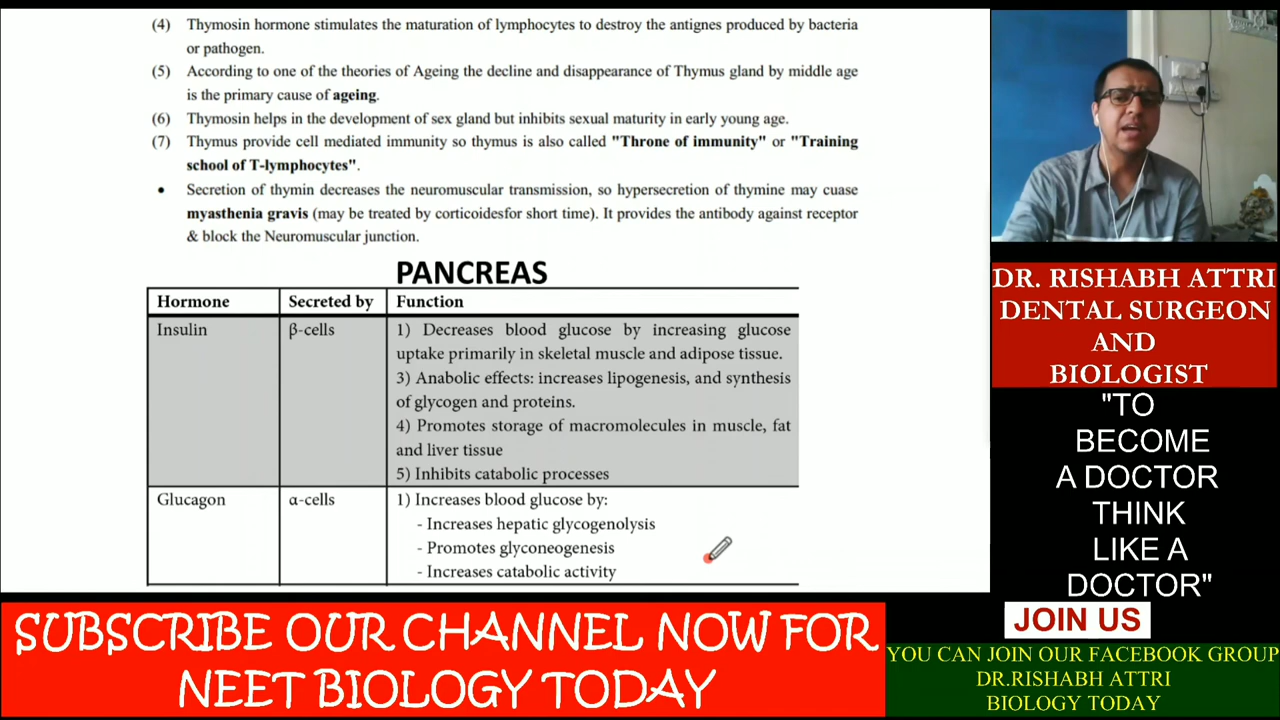 (4) Thymosin hormone stimulates the maturation of lymphocytes to destroy the antignes produced by bacteria
or pathogen.
(5) According to one of the theories of Ageing the decline and disappearance of Thymus gland by middle age
is the primary cause of ageing.
(6) Thymosin helps in the development of sex gland but inhibits sexual maturity in early young age.
(7) Thymus provide cell mediated immunity so thymus is also called "Throne of immunity" or "Training
school of T-lymphocytes".
• Secretion of thymin decreases the neuromuscular transmission, so hypersecretion of thymine may cuase
myasthenia gravis (may be treated by corticoidesfor short time). It provides the antibody against receptor
& block the Neuromuscular junction.
PANCREAS
Hormone Secreted by Function
Insulin β-cells 1) Decreases blood glucose by increasing glucose
uptake primarily in skeletal muscle and adipose tissue.
3) Anabolic effects: increases lipogenesis, and synthesis
of glycogen and proteins.
4) Promotes storage of macromolecules in muscle, fat
and liver tissue
5) Inhibits catabolic processes
Glucagon α-cells 1) Increases blood glucose by:
- Increases hepatic glycogenolysis
- Promotes glyconeogenesis
- Increases catabolic activity
DR. RISHABH ATTRI
DENTAL SURGEON
AND
BIOLOGIST
"TO
BECOME
A DOCTOR
THINK
LIKE A
DOCTOR"
JOIN US
SUBSCRIBE OUR CHANNEL NOW FOR
NEET BIOLOGY TODAY
YOU CAN JOIN OUR FACEBOOK GROUP
DR.RISHABH ATTRI
BIOLOGY TODAY